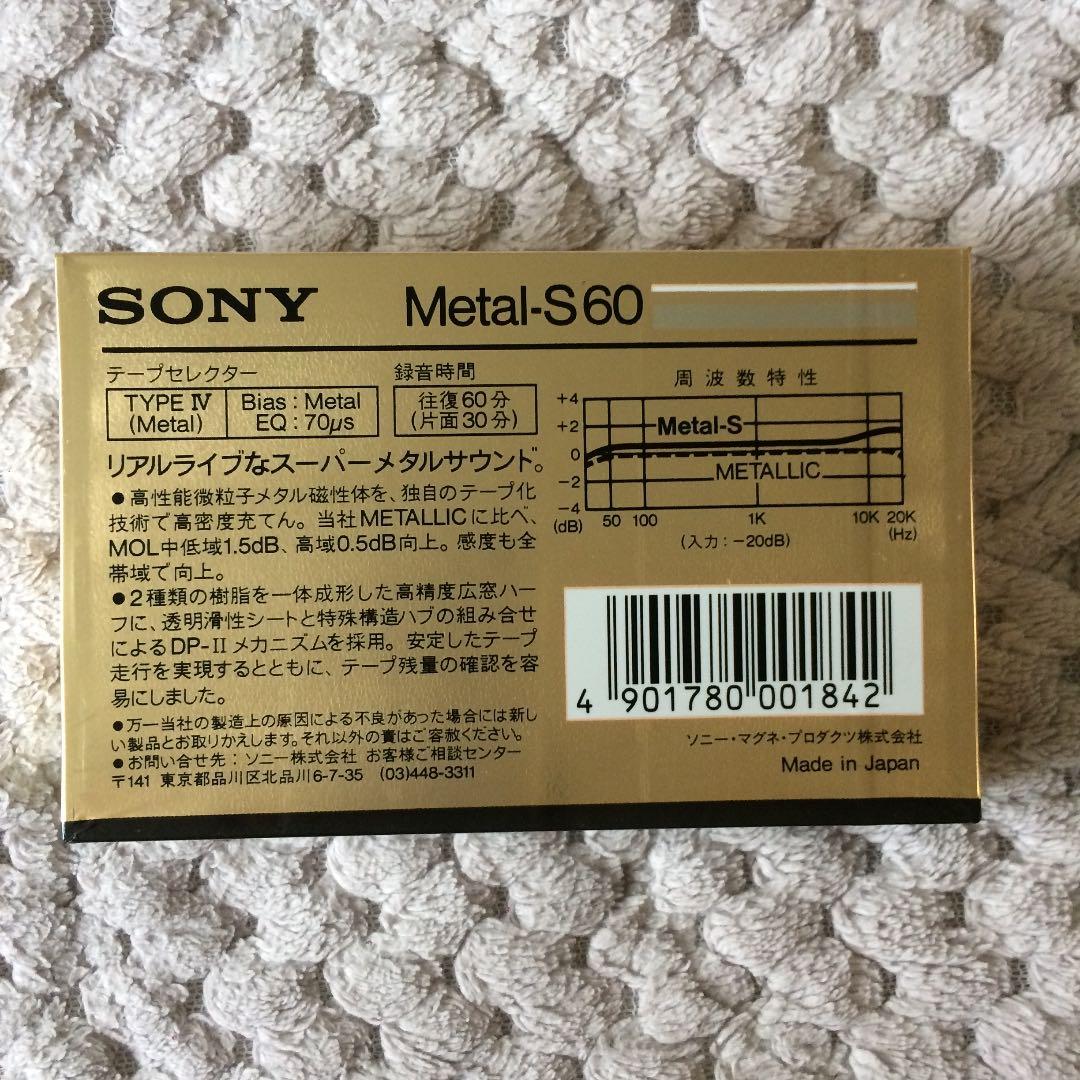 SONY Metal-S60
テープセレクター
TYPE IV
(Metal)
Bias : Metal
EQ : 70μs
録音時間
往復60分
(片面30分)
リアルライブなスーパーメタルサウンド。
●高性能微粒子メタル磁性体を、独自のテープ化
技術で高密度充てん。当社METALLICに比べ、
MOL中低域1.5dB、高域0.5dB向上。感度も全
帯域で向上。
●2種類の樹脂を一体成形した高精度広窓ハー
フに、透明滑性シートと特殊構造ハブの組み合せ
によるDP-IIメカニズムを採用。安定したテープ
走行を実現するとともに、テープ残量の確認を容
易にしました。
●万一当社の製造上の原因による不良があった場合には新し
い製品とお取りかえします。それ以外の責はご容赦ください。
●お問い合せ先：ソニー株式会社 お客様ご相談センター
〒141 東京都品川区北品川6-7-35 (03)448-3311
周波数特性
+4
+2
0
-2
-4
(dB)
Metal-S
METALLIC
50 100 1K 10K 20K
(Hz)
(入力：-20dB)
4 901780 001842
ソニー・マグネ・プロダクツ株式会社
Made in Japan